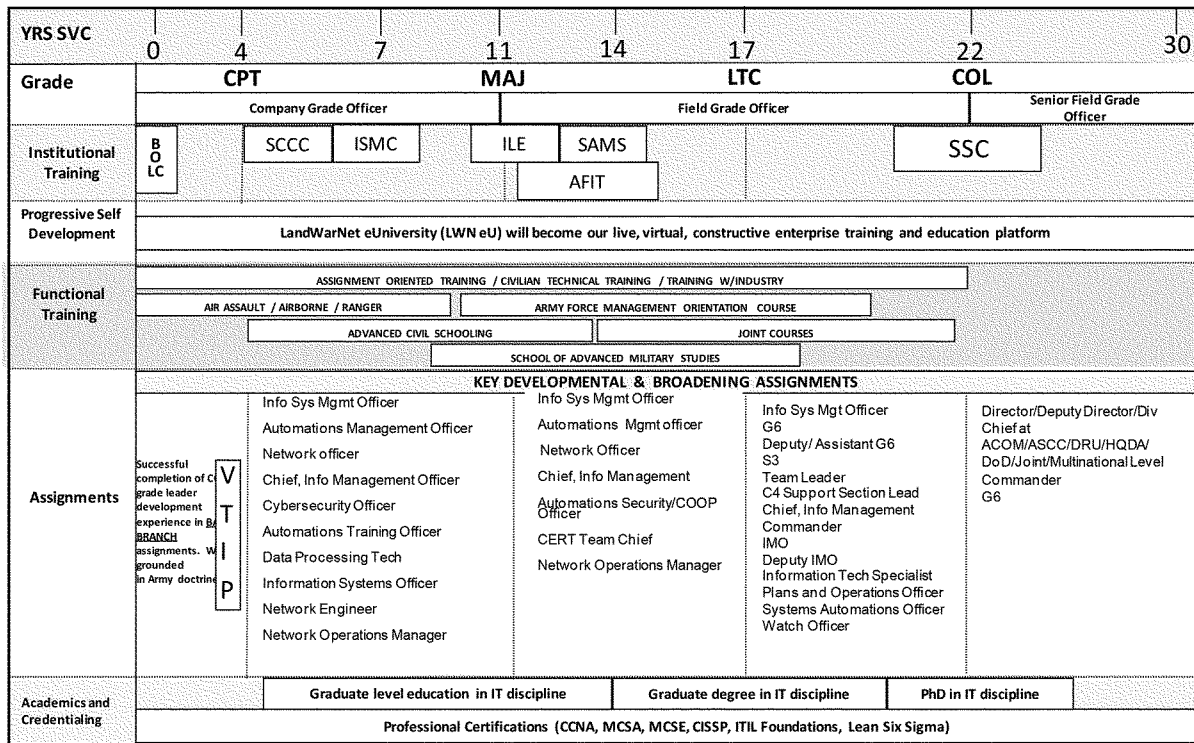 YRS SVC
0 4 7 11 14 17 22 30
Grade
CPT MAJ LTC COL
Company Grade Officer
Field Grade Officer
Senior Field Grade
Officer
Institutional
Training
B
O
LC
SCCC
ISMC
ILE
SAMS
AFIT
SSC
Progressive Self
Development
LandWarNet eUniversity (LWN eU) will become our live, virtual, constructive enterprise training and education platform
Functional
Training
ASSIGNMENT ORIENTED TRAINING / CIVILIAN TECHNICAL TRAINING / TRAINING W/INDUSTRY
AIR ASSAULT / AIRBORNE / RANGER
ARMY FORCE MANAGEMENT ORIENTATION COURSE
ADVANCED CIVIL SCHOOLING
JOINT COURSES
SCHOOL OF ADVANCED MILITARY STUDIES
KEY DEVELOPMENTAL & BROADENING ASSIGNMENTS
Assignments
Successful
completion of
grade leader
development
experience in
BRANCH
assignments.
grounded
in Army doctrine
V
T
I
P
Info Sys Mgmt Officer
Automations Management Officer
Network officer
Chief, Info Management Officer
Cybersecurity Officer
Automations Training Officer
Data Processing Tech
Information Systems Officer
Network Engineer
Network Operations Manager
Info Sys Mgmt Officer
Automations Mgmt officer
Network Officer
Chief, Info Management
Automations Security/COOP
Officer
CERT Team Chief
Network Operations Manager
Info Sys Mgt Officer
G6
Deputy/ Assistant G6
S3
Team Leader
C4 Support Section Lead
Chief, Info Management
Commander
IMO
Deputy IMO
Information Tech Specialist
Plans and Operations Officer
Systems Automations Officer
Watch Officer
Director/Deputy Director/Div
Chief at
ACOM/ASCC/DRU/HQDA/
DoD/Joint/Multinational Level
Commander
G6
Academics and
Credentialing
Graduate level education in IT discipline
Graduate degree in IT discipline
PhD in IT discipline
Professional Certifications (CCNA, MCSA, MCSE, CISSP, ITIL Foundations, Lean Six Sigma)